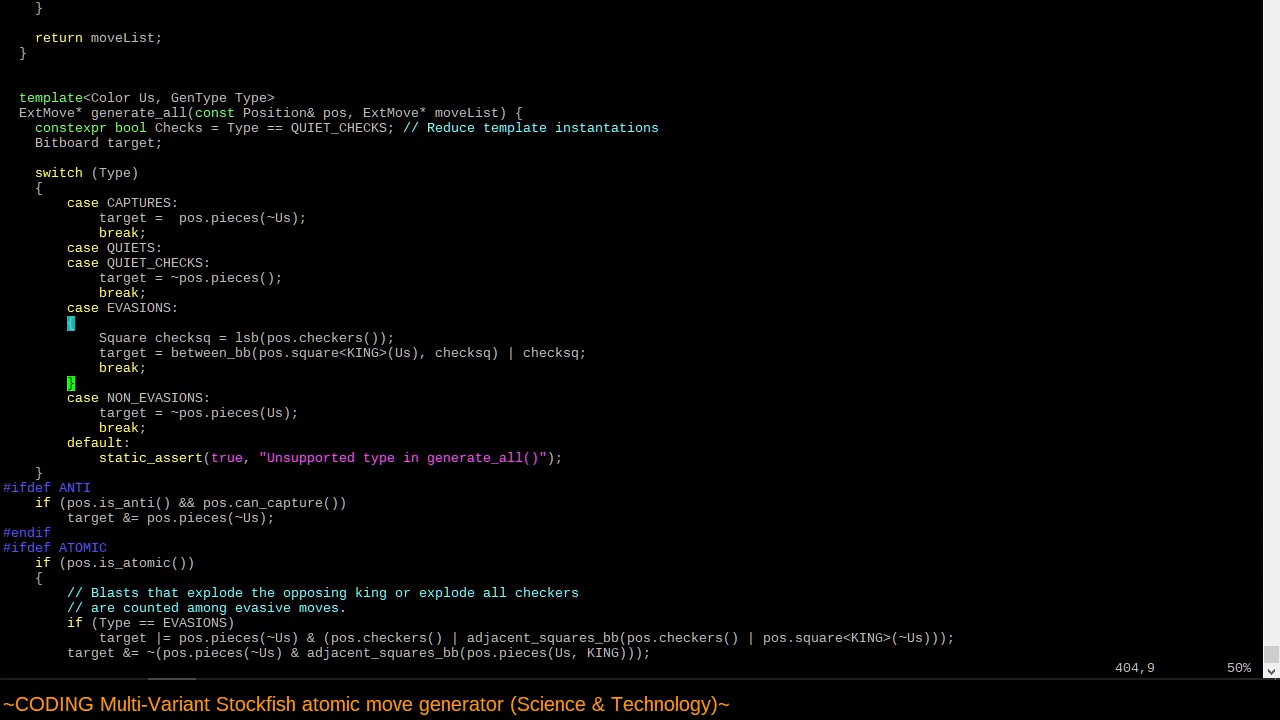 }

    return moveList;
  }


  template<Color Us, GenType Type>
  ExtMove* generate_all(const Position& pos, ExtMove* moveList) {
    constexpr bool Checks = Type == QUIET_CHECKS; // Reduce template instantations
    Bitboard target;

    switch (Type)
    {
        case CAPTURES:
            target =  pos.pieces(~Us);
            break;
        case QUIETS:
        case QUIET_CHECKS:
            target = ~pos.pieces();
            break;
        case EVASIONS:
        {
            Square checksq = lsb(pos.checkers());
            target = between_bb(pos.square<KING>(Us), checksq) | checksq;
            break;
        }
        case NON_EVASIONS:
            target = ~pos.pieces(Us);
            break;
        default:
            static_assert(true, "Unsupported type in generate_all()");
    }
#ifdef ANTI
    if (pos.is_anti() && pos.can_capture())
        target &= pos.pieces(~Us);
#endif
#ifdef ATOMIC
    if (pos.is_atomic())
    {
        // Blasts that explode the opposing king or explode all checkers
        // are counted among evasive moves.
        if (Type == EVASIONS)
            target |= pos.pieces(~Us) & (pos.checkers() | adjacent_squares_bb(pos.checkers() | pos.square<KING>(~Us)));
        target &= ~(pos.pieces(~Us) & adjacent_squares_bb(pos.pieces(Us, KING)));
404,9 50%
~CODING Multi-Variant Stockfish atomic move generator (Science & Technology)~